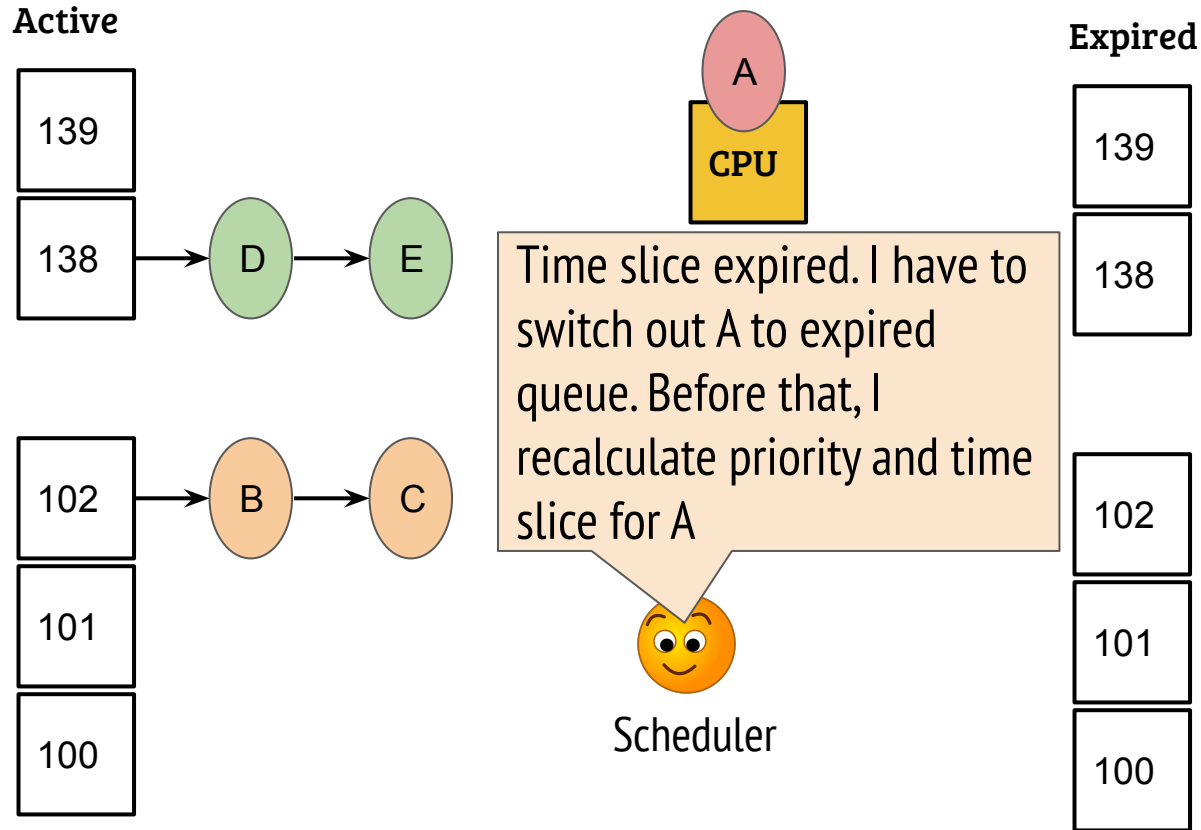 Active
139
138
D
E
102
B
C
101
100
A
CPU
Time slice expired. I have to
switch out A to expired
queue. Before that, I
recalculate priority and time
slice for A
Scheduler
Expired
139
138
102
101
100